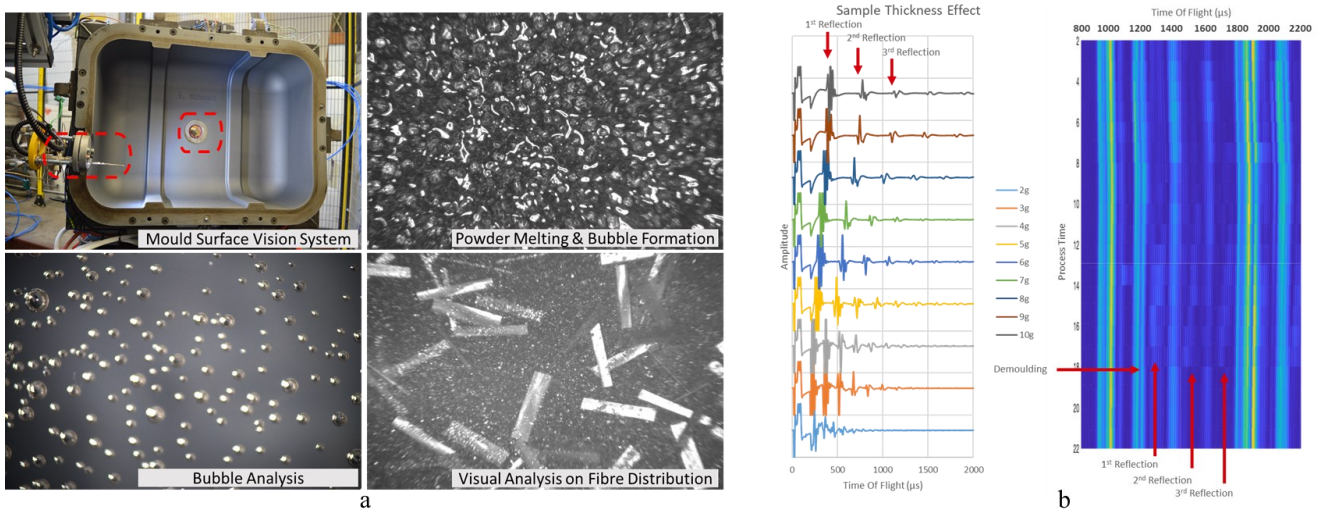 Mould Surface Vision System
Powder Melting & Bubble Formation
Bubble Analysis
Visual Analysis on Fibre Distribution
a
Sample Thickness Effect
1st Reflection
2nd Reflection
3rd Reflection
Amplitude
0
500
1000
1500
2000
Time Of Flight (µs)
2g
3g
4g
5g
6g
7g
8g
9g
10g
Time Of Flight (µs)
800 1000 1200 1400 1600 1800 2000 2200
Process Time
2
4
6
8
10
12
14
16
18
20
22
Demoulding
1st Reflection
2nd Reflection
3rd Reflection
b